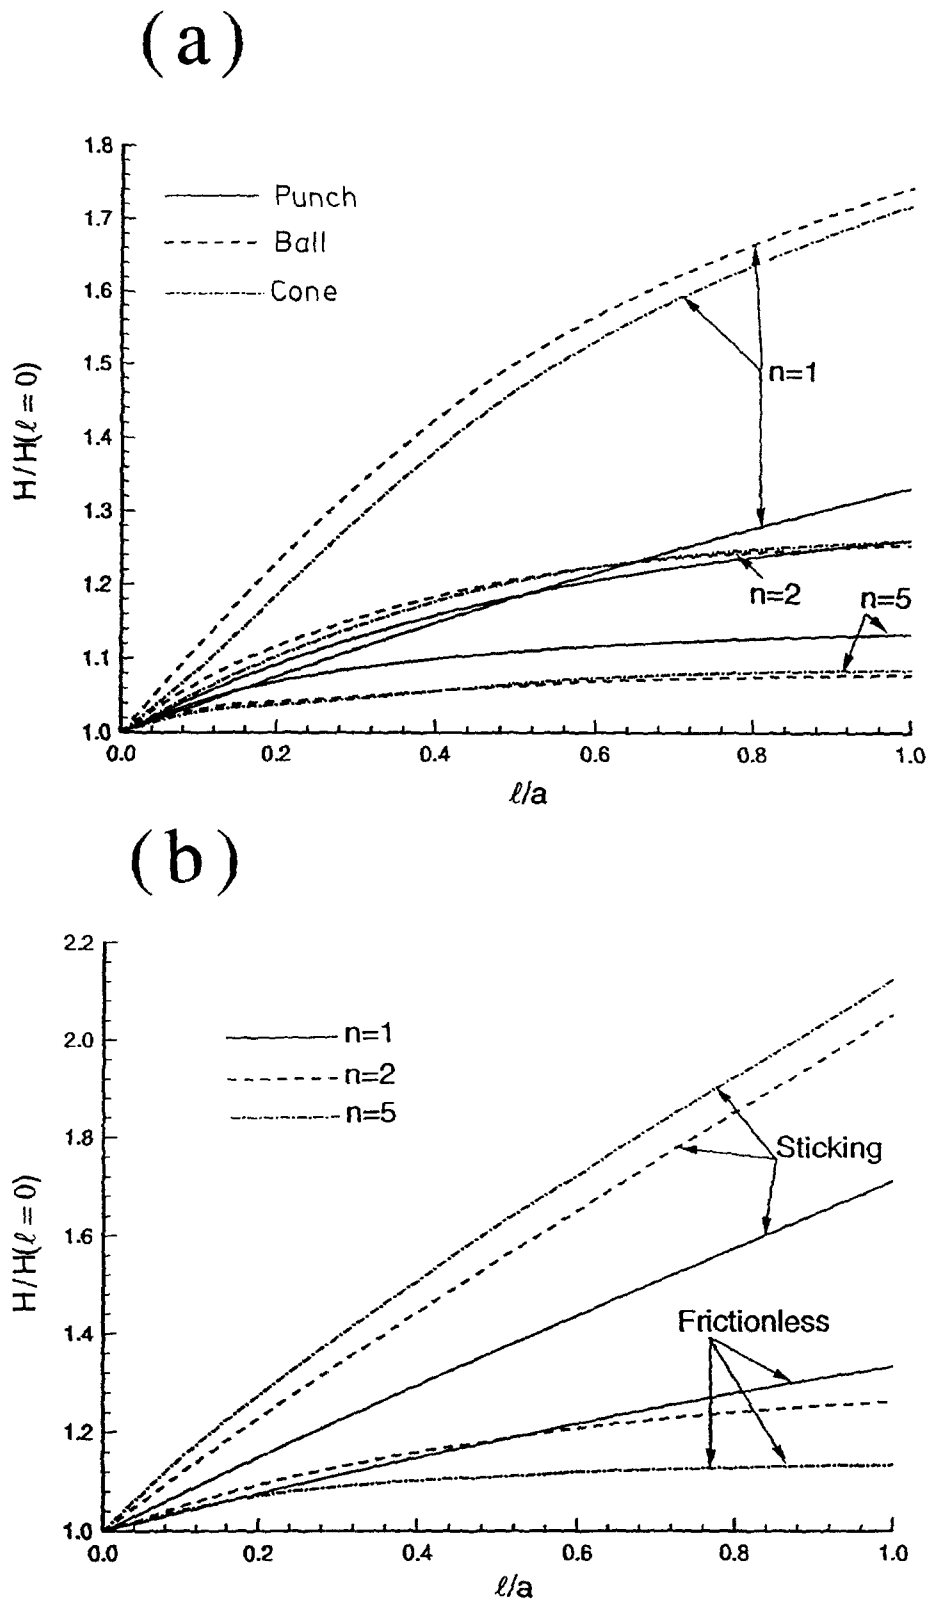 (a)
1.8
1.7
1.6
1.5
1.4
1.3
1.2
1.1
1.0
H/H(ℓ=0)
Punch
Ball
Cone
n=1
n=2
n=5
0.0 0.2 0.4 0.6 0.8 1.0
ℓ/a
(b)
2.2
2.0
1.8
1.6
1.4
1.2
1.0
H/H(ℓ=0)
n=1
n=2
n=5
Sticking
Frictionless
0.0 0.2 0.4 0.6 0.8 1.0
ℓ/a